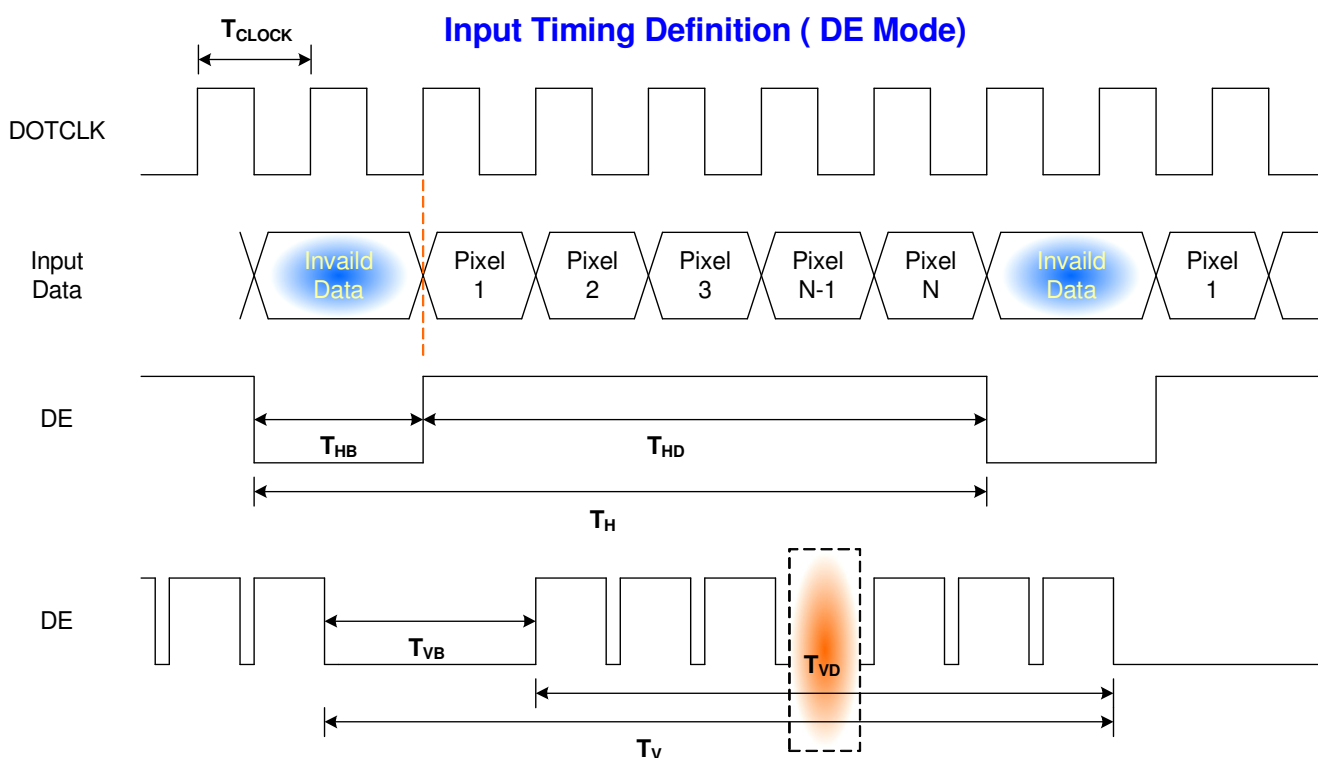 Input Timing Definition ( DE Mode)
TCLOCK
DOTCLK
Input
Data
Invaild
Data
Pixel
1
Pixel
2
Pixel
3
Pixel
N-1
Pixel
N
Invaild
Data
Pixel
1
DE
THB
THD
TH
DE
TVB
TVD
TV